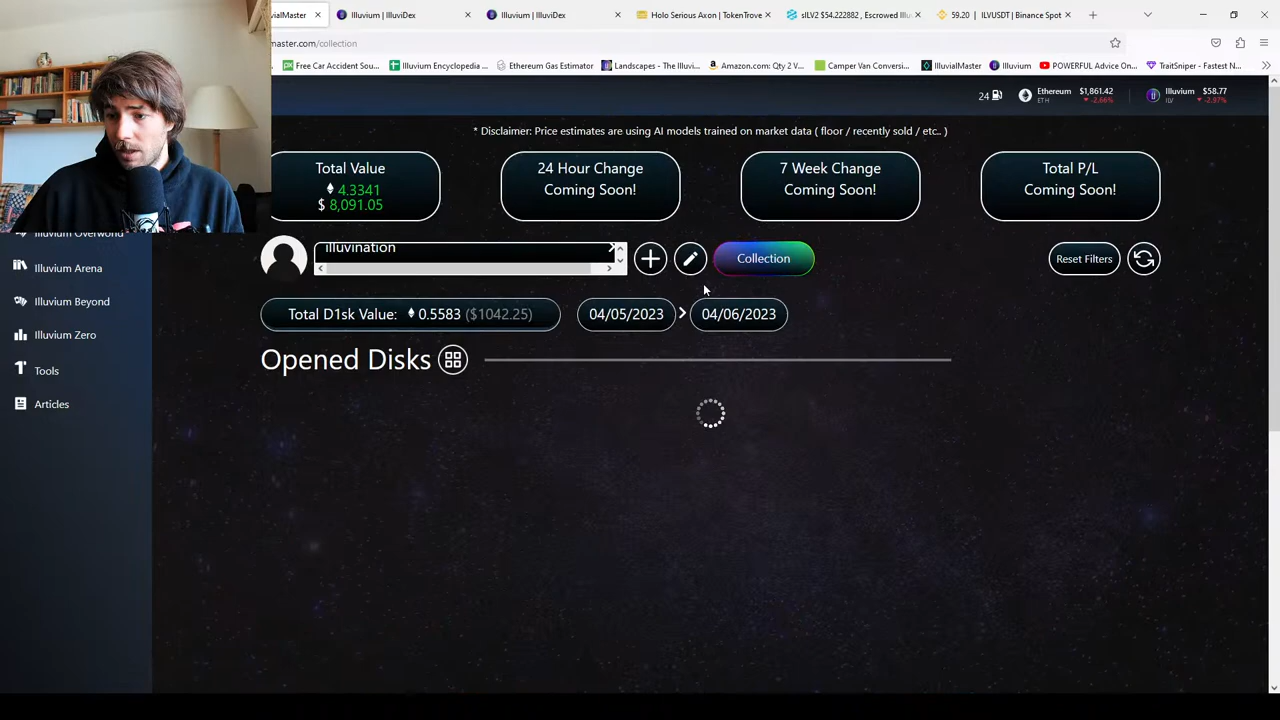 ivialMaster
Illuvium | IlluviDex
Illuvium | IlluviDex
Holo Serious Axon | TokenTrove
sILV2 $54.222882 , Escrowed Illu
59.20 | ILVUSDT | Binance Spot
master.com/collection
Free Car Accident Sou...
Illuvium Encyclopedia ...
Ethereum Gas Estimator
Landscapes - The Illuvi...
Amazon.com: Qty 2 V...
Camper Van Conversi...
IlluvialMaster
Illuvium
POWERFUL Advice On...
TraitSniper - Fastest N...
24
Ethereum
ETH
$1,861.42
-2.66%
Illuvium
ILV
$58.77
-2.97%
* Disclaimer: Price estimates are using AI models trained on market data ( floor / recently sold / etc.. )
Total Value
4.3341
$ 8,091.05
24 Hour Change
Coming Soon!
7 Week Change
Coming Soon!
Total P/L
Coming Soon!
Illuvium Overworld
Illuvium Arena
Illuvium Beyond
Illuvium Zero
Tools
Articles
illuvination
Collection
Reset Filters
Total D1sk Value: 0.5583 ($1042.25)
04/05/2023 > 04/06/2023
Opened Disks